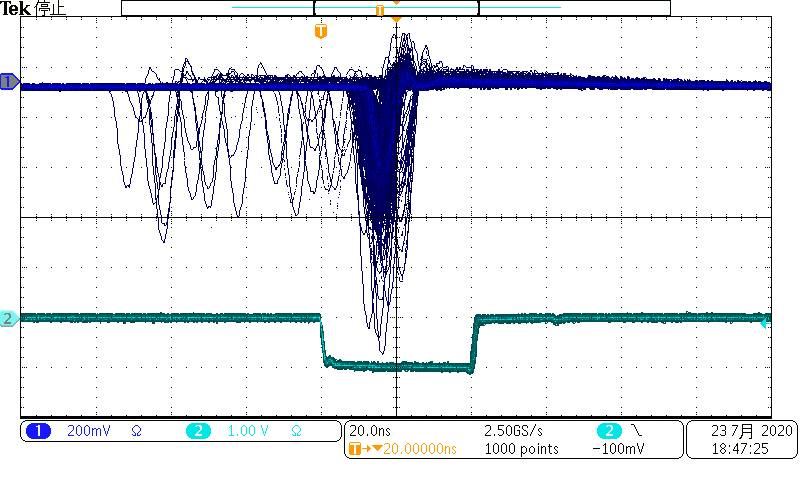 Tek 停止
T
T
1
2
1 200mV Ω 2 1.00 V Ω
20.0ns 2.50GS/s 2 \
T→▼20.00000ns 1000 points −100mV
23 7月 2020
18:47:25